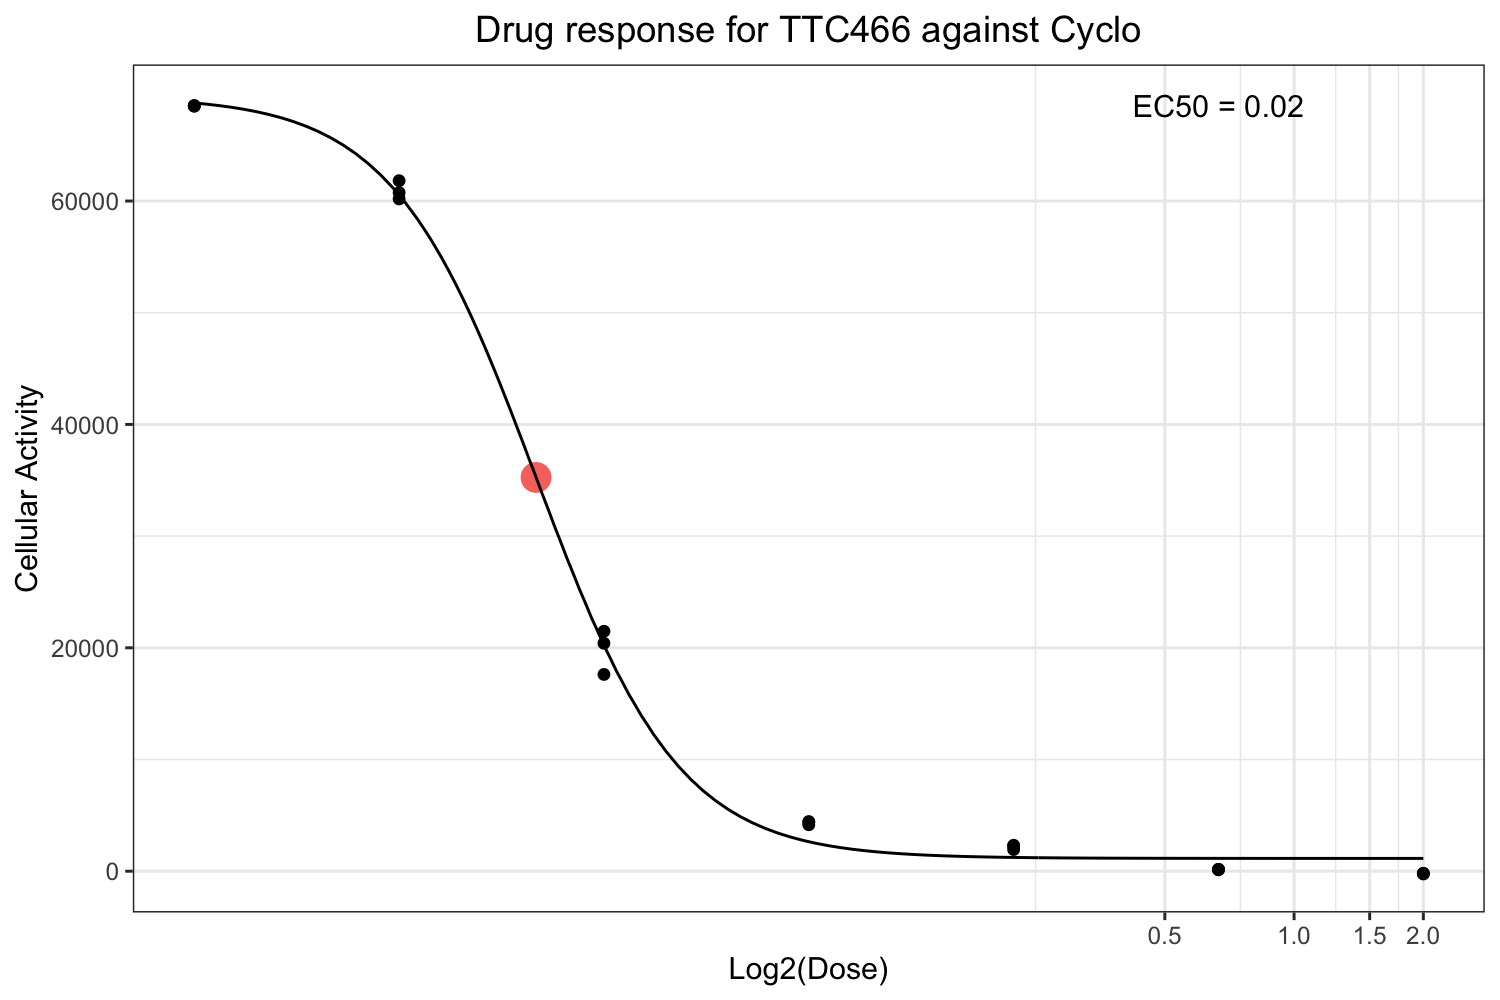 Drug response for TTC466 against Cyclo
EC50 = 0.02
Cellular Activity
60000
40000
20000
0
0.5 1.0 1.5 2.0
Log2(Dose)